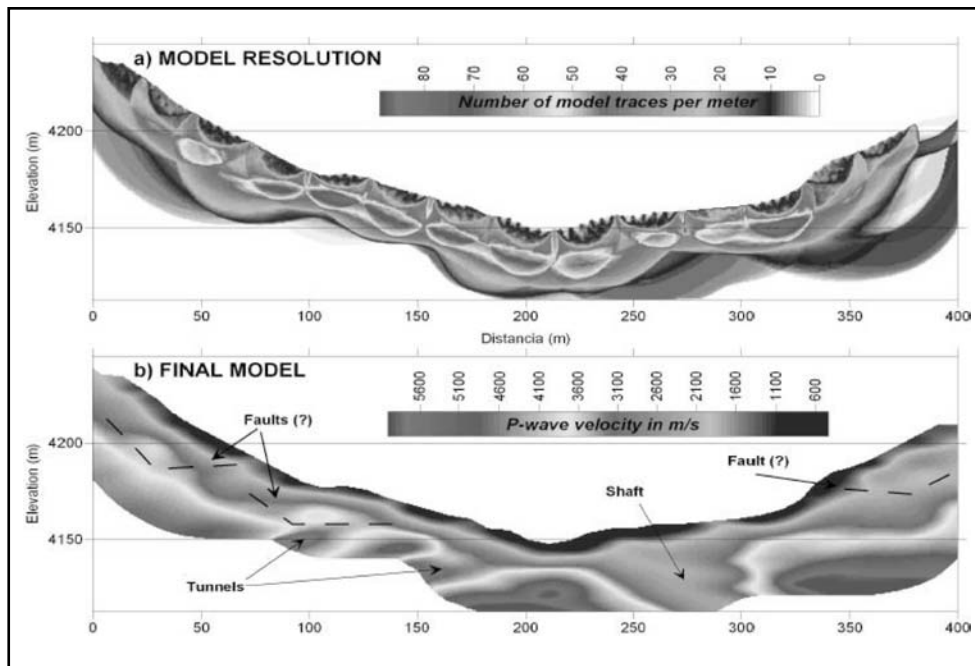 a) MODEL RESOLUTION
80 70 60 50 40 30 20 10 0
Number of model traces per meter
Elevation (m)
4200
4150
0 50 100 150 200 250 300 350 400
Distancia (m)
b) FINAL MODEL
5600 5100 4600 4100 3600 3100 2600 2100 1600 1100 600
P-wave velocity in m/s
Elevation (m)
Faults (?)
4200
Fault (?)
Shaft
4150
Tunnels
0 50 100 150 200 250 300 350 400